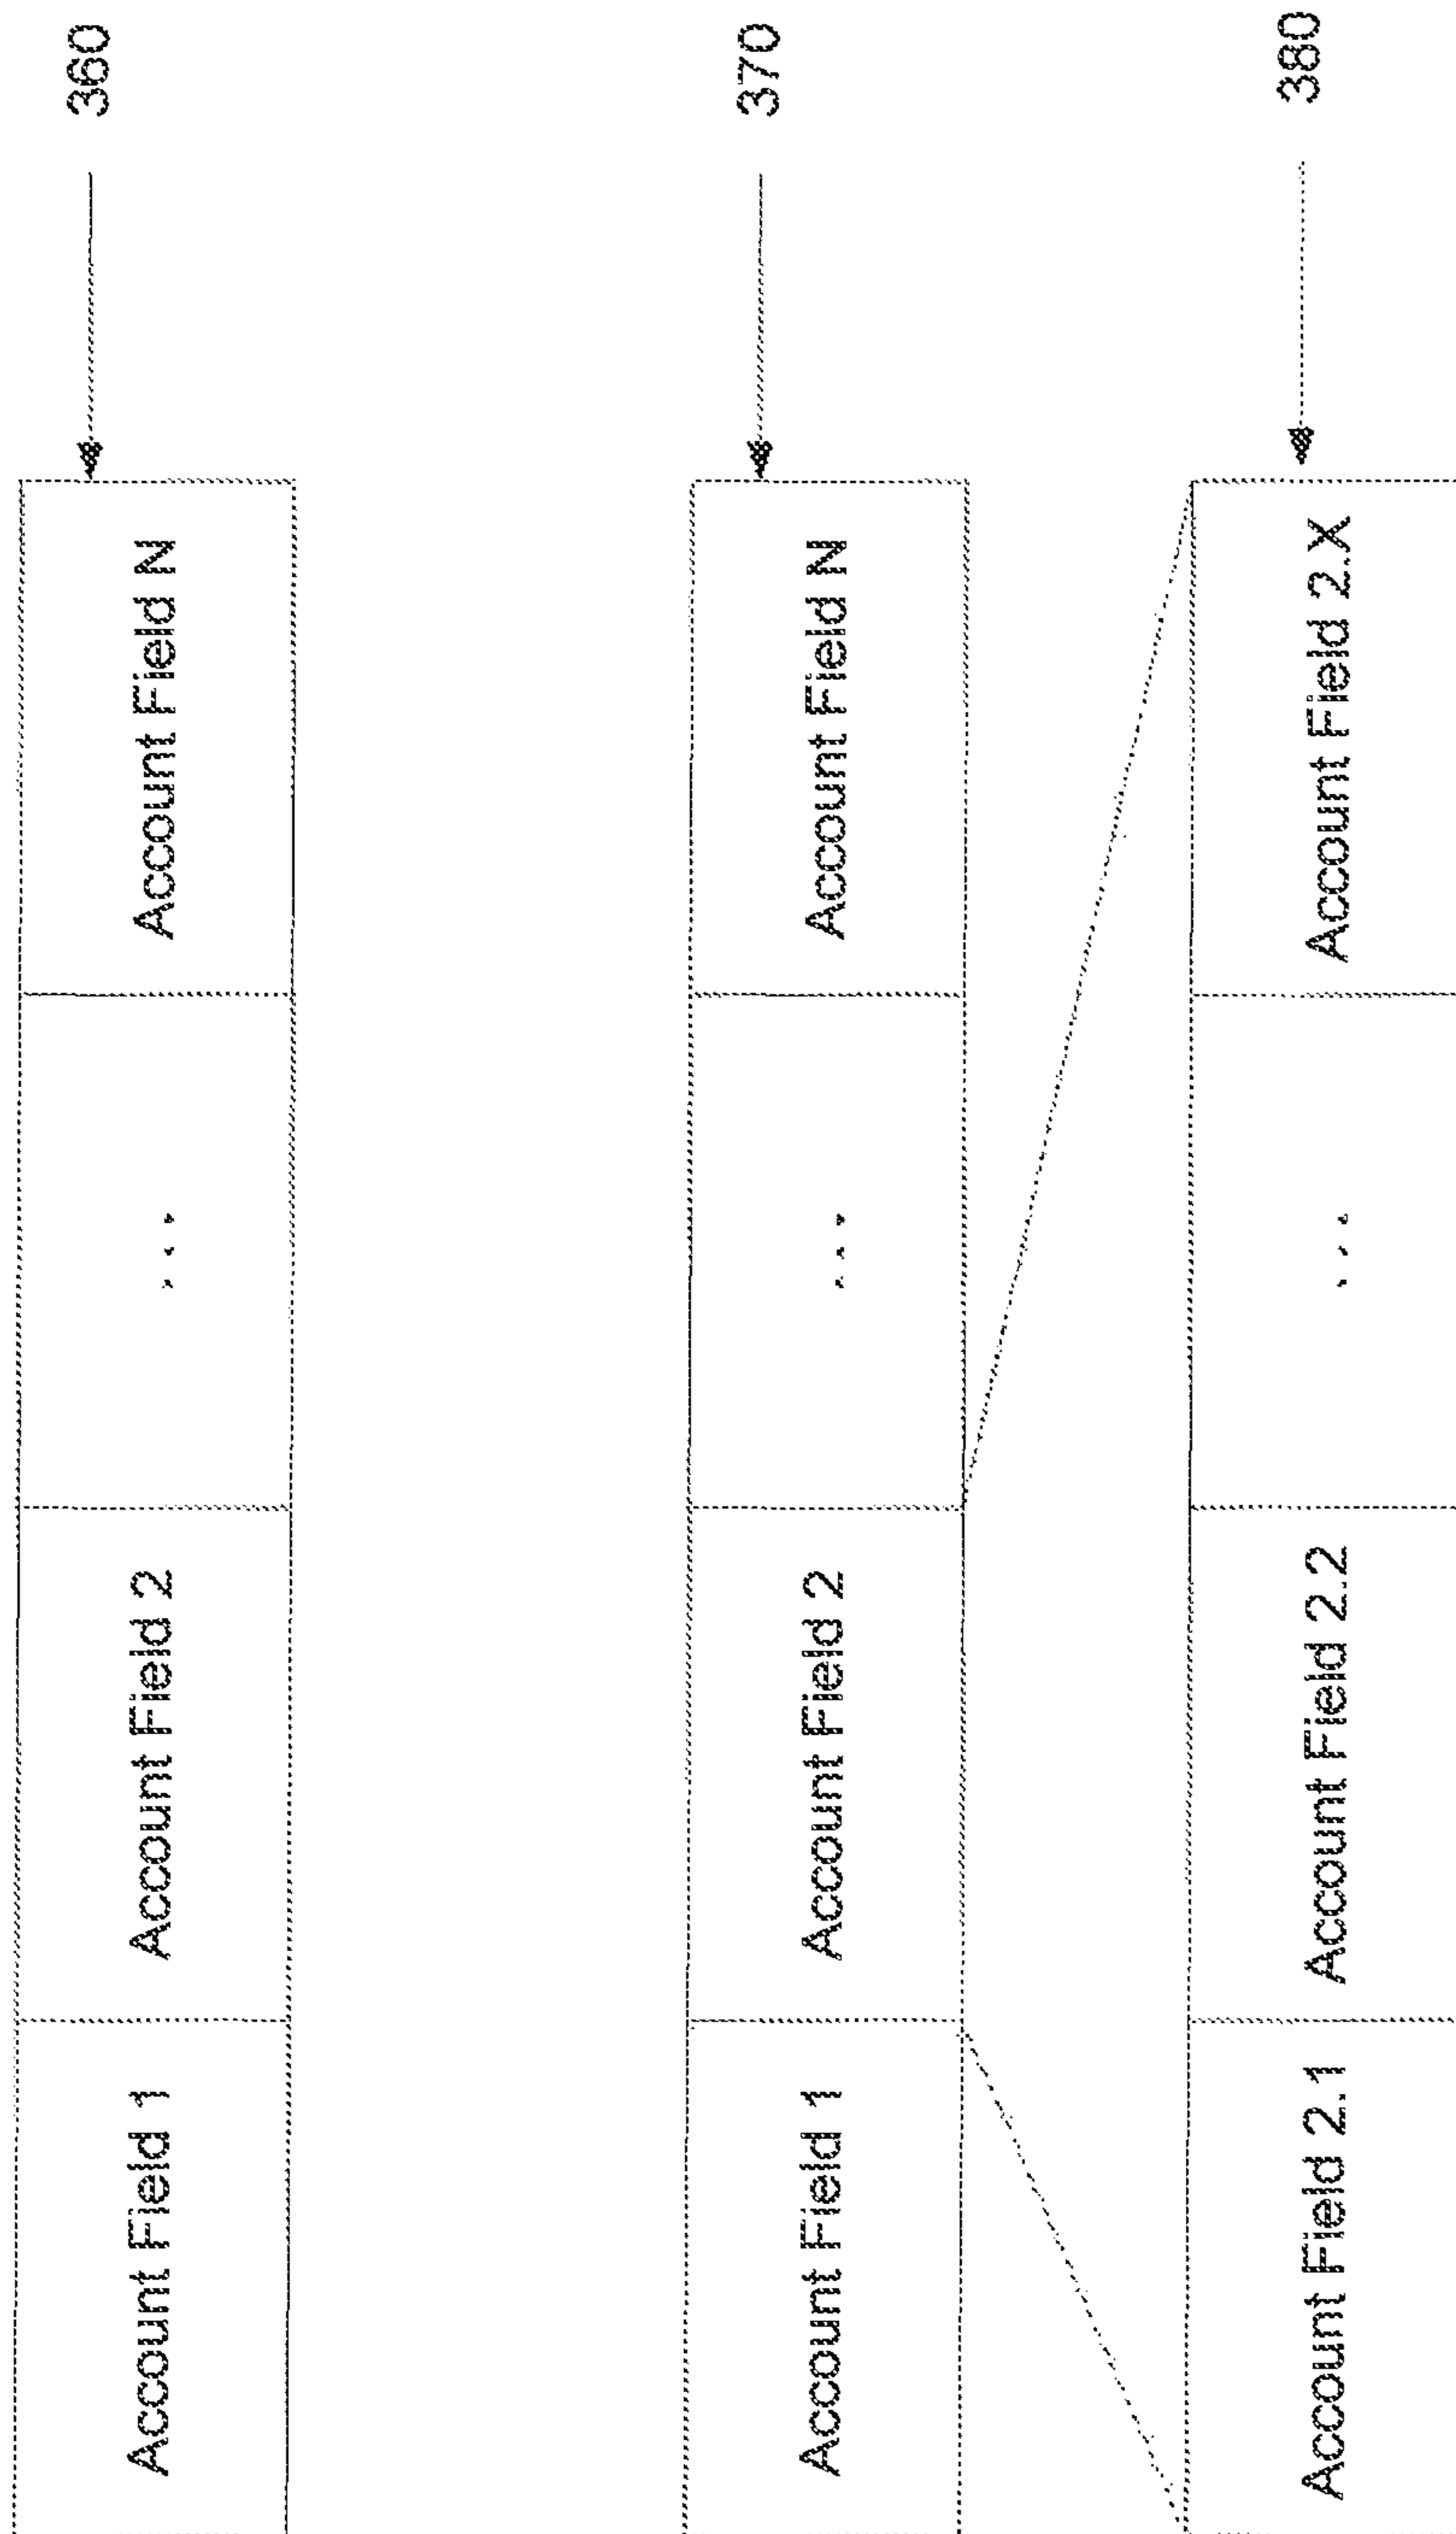 Account Field 1 Account Field 2 ... Account Field N 360
Account Field 1 Account Field 2 ... Account Field N 370
Account Field 2.1 Account Field 2.2 ... Account Field 2.X 380